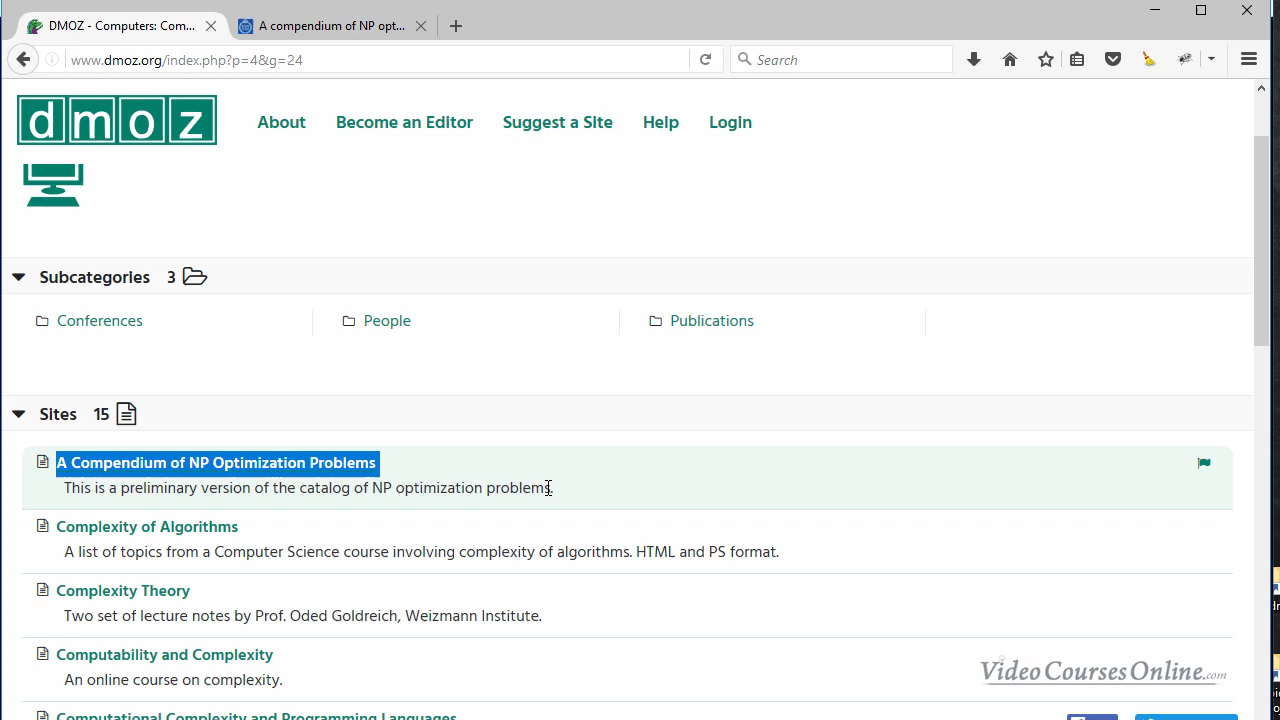 DMOZ - Computers: Com...
A compendium of NP opt...
www.dmoz.org/index.php?p=4&g=24
Search
dmoz
About
Become an Editor
Suggest a Site
Help
Login
Subcategories 3
Conferences
People
Publications
Sites 15
A Compendium of NP Optimization Problems
This is a preliminary version of the catalog of NP optimization problems.
Complexity of Algorithms
A list of topics from a Computer Science course involving complexity of algorithms. HTML and PS format.
Complexity Theory
Two set of lecture notes by Prof. Oded Goldreich, Weizmann Institute.
Computability and Complexity
An online course on complexity.
Computational Complexity and Programming Languages
VideoCoursesOnline.com